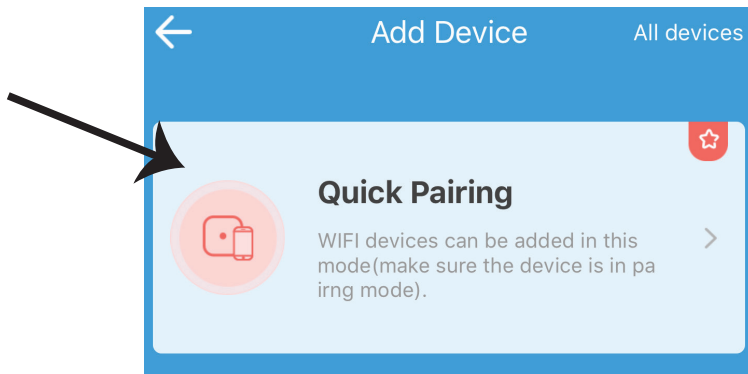 Add Device All devices
Quick Pairing
WIFI devices can be added in this
mode(make sure the device is in pa
irng mode).